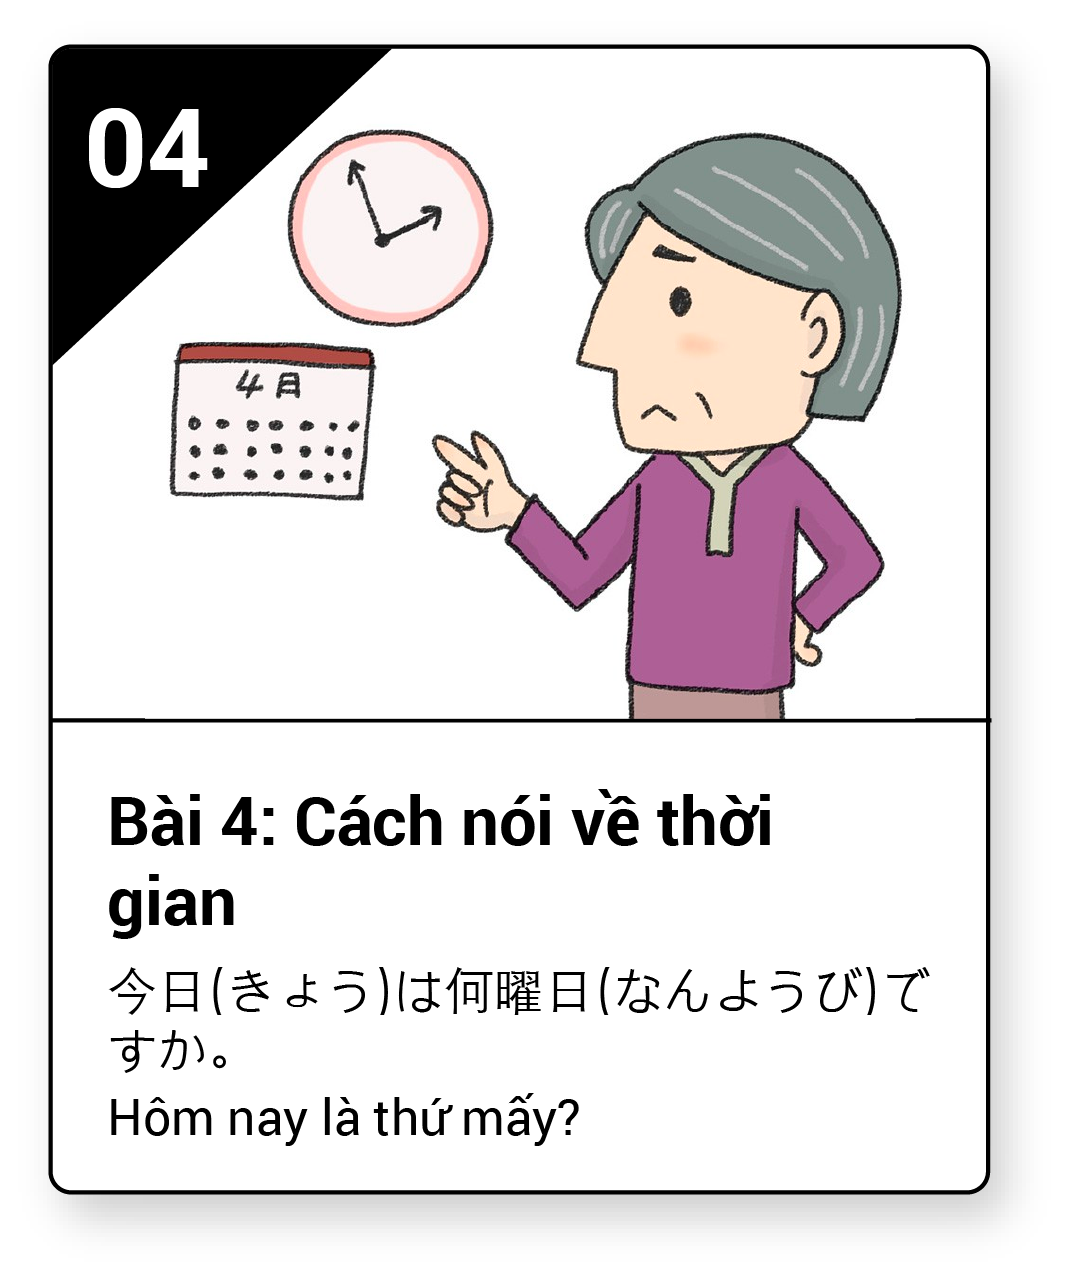 04
4月
Bài 4: Cách nói về thời
gian
今日(きょう)は何曜日(なんようび)で
すか。
Hôm nay là thứ mấy?